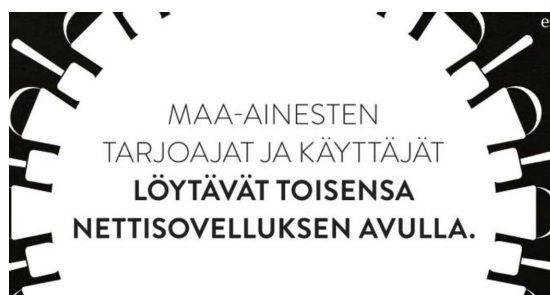 MAA-AINESTEN
TARJOAJAT JA KÄYTTÄJÄT
LÖYTÄVÄT TOISENSA
NETTISOVELLUKSEN AVULLA.